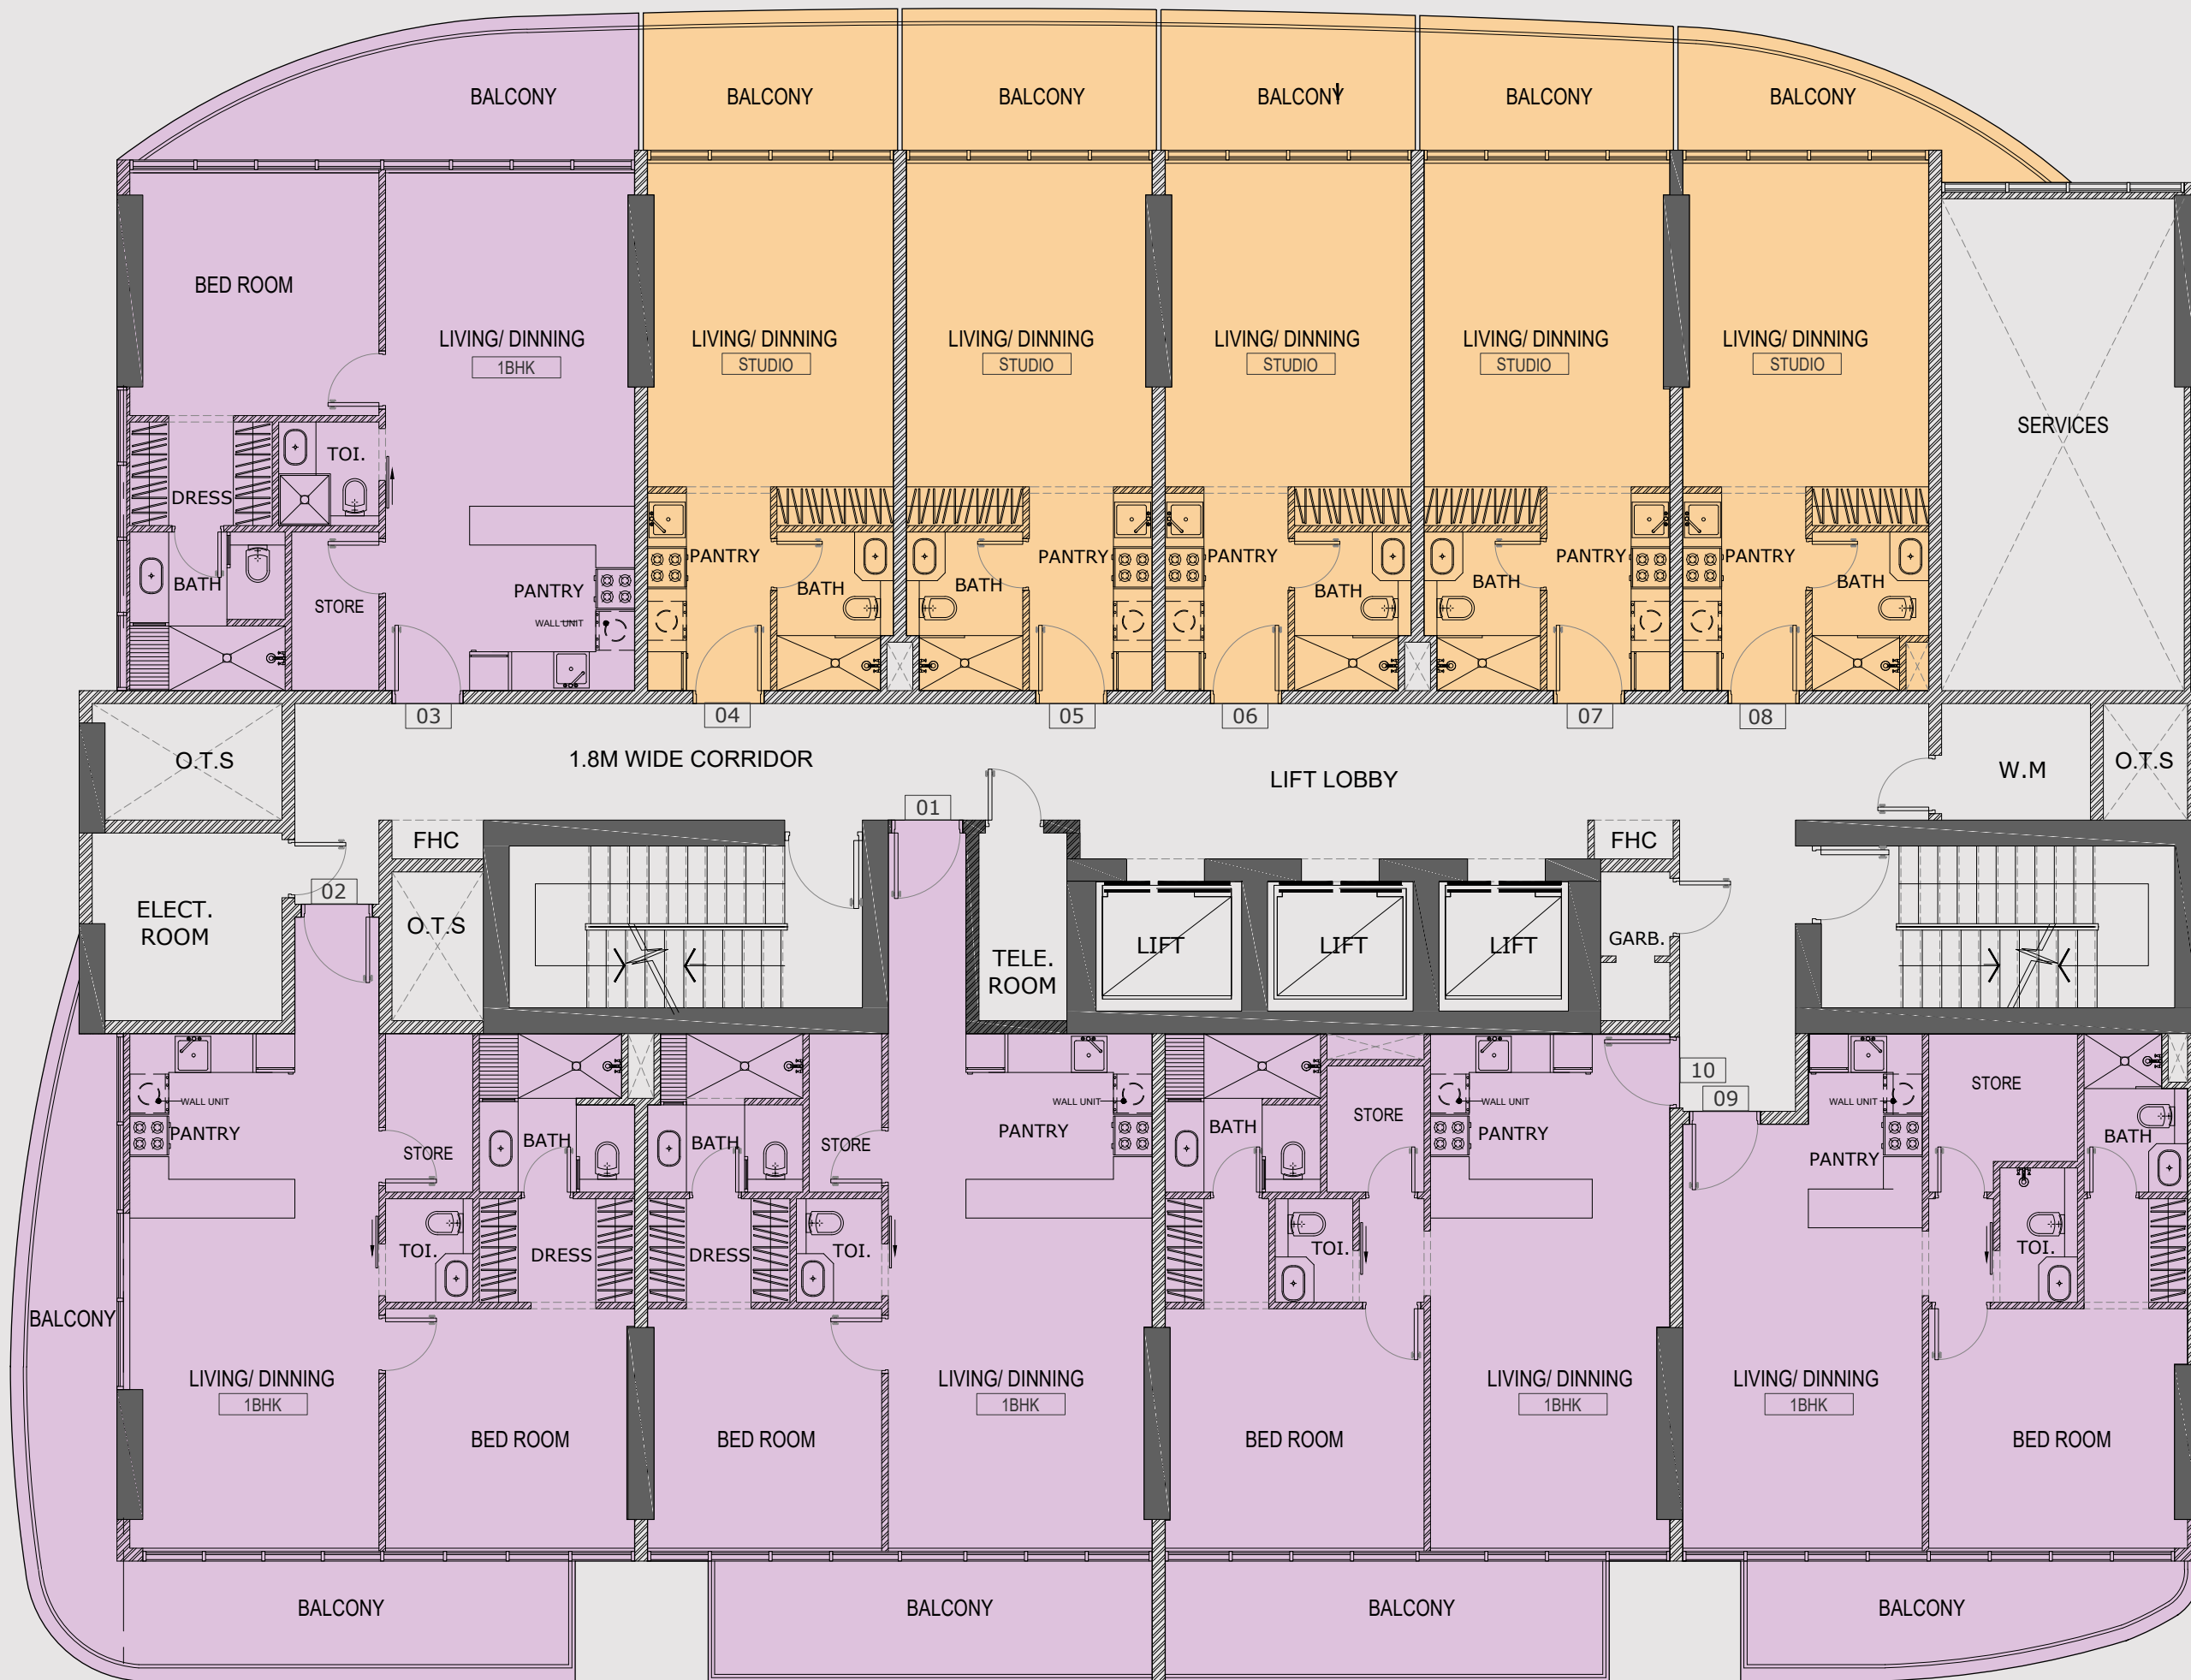 BALCONY
BALCONY
BALCONY
BALCONY
BALCONY
BALCONY
BED ROOM
LIVING/ DINNING
1BHK
LIVING/ DINNING
STUDIO
LIVING/ DINNING
STUDIO
LIVING/ DINNING
STUDIO
LIVING/ DINNING
STUDIO
LIVING/ DINNING
STUDIO
SERVICES
TOI.
DRESS
BATH
STORE
PANTRY
WALL UNIT
PANTRY
BATH
BATH
PANTRY
PANTRY
BATH
BATH
PANTRY
PANTRY
BATH
03
04
05
06
07
08
O.T.S
1.8M WIDE CORRIDOR
LIFT LOBBY
W.M
O.T.S
01
FHC
FHC
02
ELECT.
ROOM
O.T.S
TELE.
ROOM
LIFT
LIFT
LIFT
GARB.
10
09
WALL UNIT
PANTRY
STORE
BATH
BATH
STORE
WALL UNIT
PANTRY
BATH
STORE
WALL UNIT
PANTRY
WALL UNIT
PANTRY
STORE
BATH
TOI.
DRESS
DRESS
TOI.
TOI.
TOI.
BALCONY
LIVING/ DINNING
1BHK
BED ROOM
BED ROOM
LIVING/ DINNING
1BHK
BED ROOM
LIVING/ DINNING
1BHK
LIVING/ DINNING
1BHK
BED ROOM
BALCONY
BALCONY
BALCONY
BALCONY